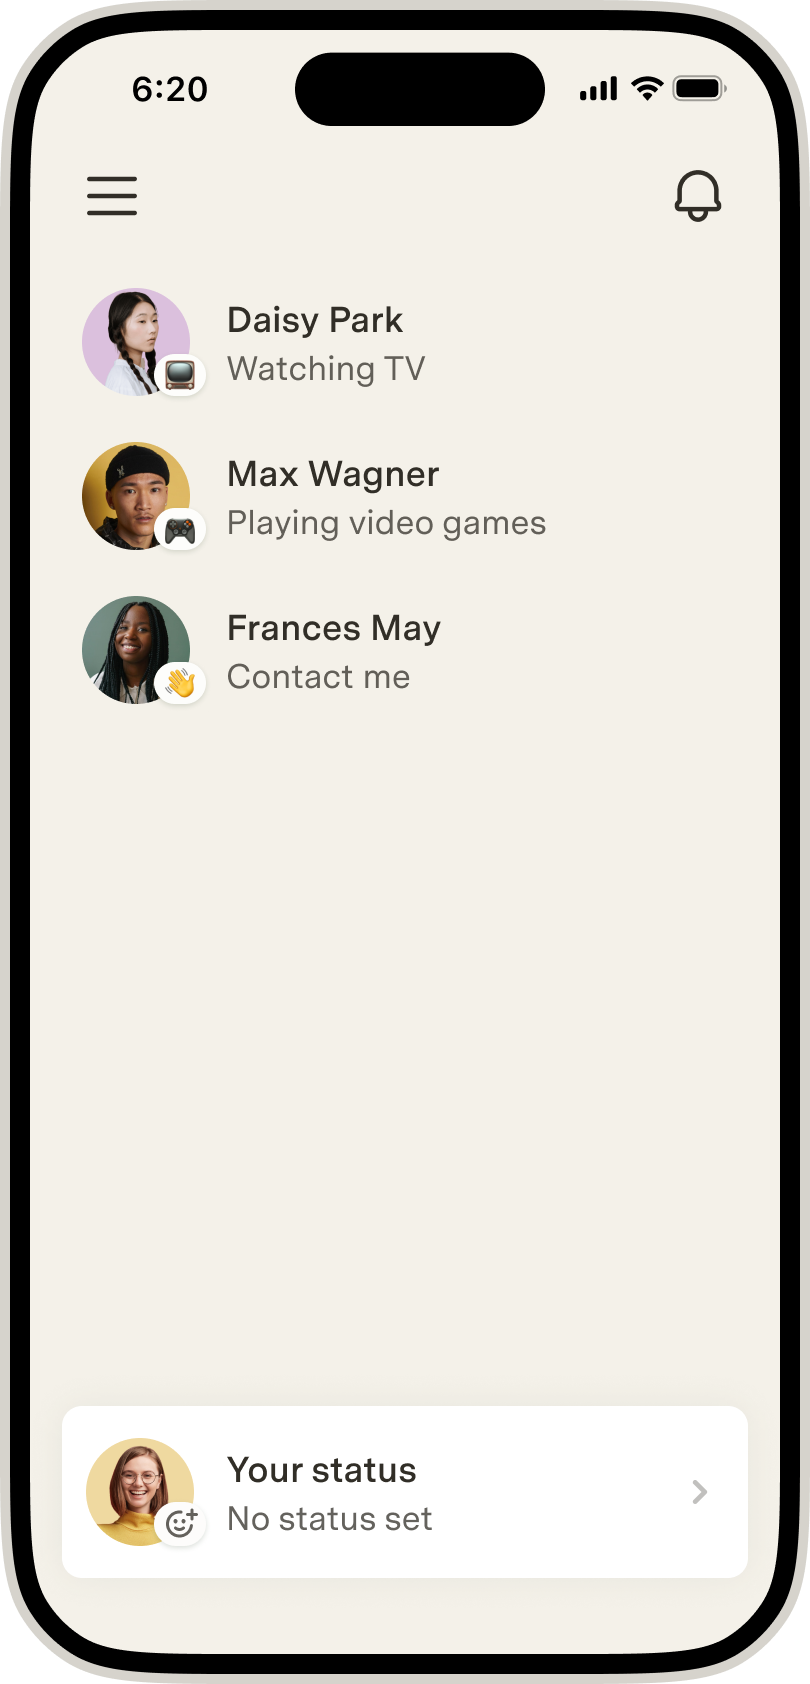 6:20
Daisy Park
Watching TV
Max Wagner
Playing video games
Frances May
Contact me
Your status
No status set